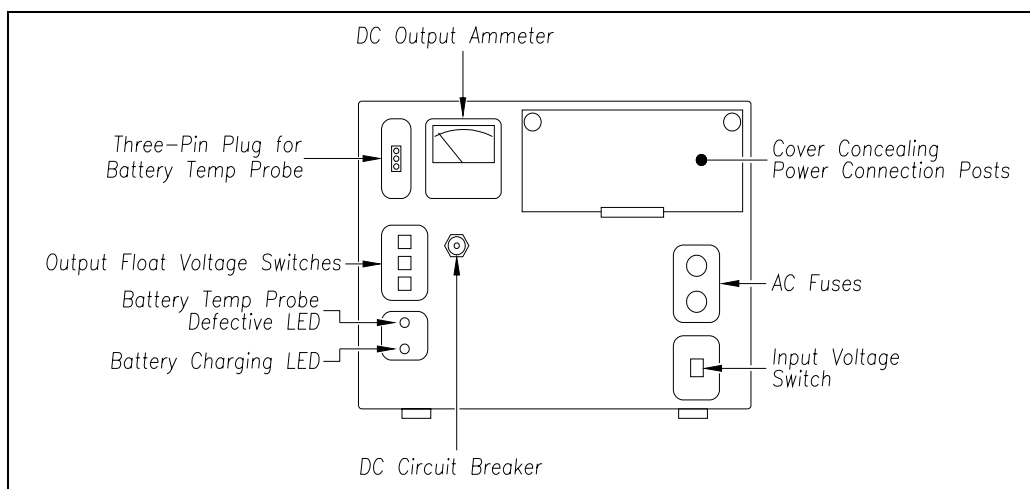 DC Output Ammeter
Three-Pin Plug for
Battery Temp Probe
Cover Concealing
Power Connection Posts
Output Float Voltage Switches
AC Fuses
Battery Temp Probe
Defective LED
Battery Charging LED
Input Voltage
Switch
DC Circuit Breaker